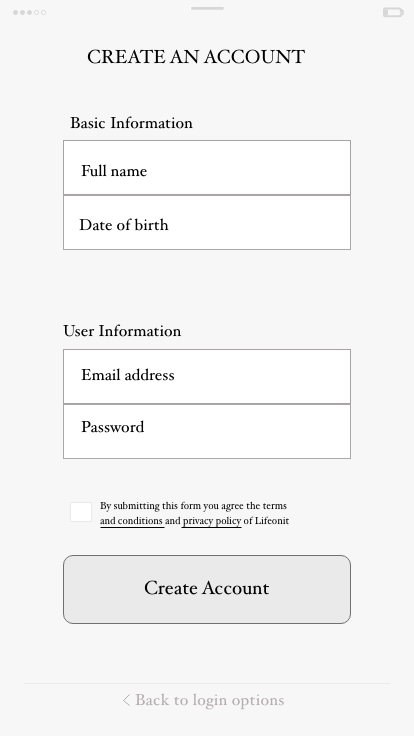 CREATE AN ACCOUNT
Basic Information
Full name
Date of birth
User Information
Email address
Password
By submitting this form you agree the terms
and conditions and privacy policy of Lifeonit
Create Account
Back to login options